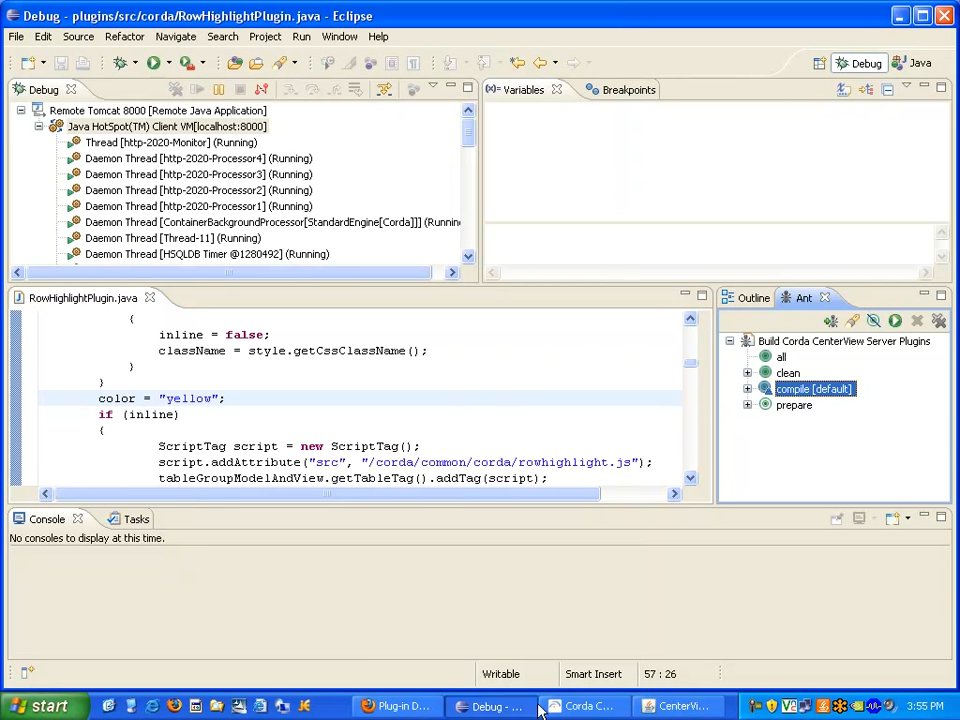 Debug - plugins/src/corda/RowHighlightPlugin.java - Eclipse
File Edit Source Refactor Navigate Search Project Run Window Help
Debug Java
Debug
Remote Tomcat 8000 [Remote Java Application]
Java HotSpot(TM) Client VM[localhost:8000]
Thread [http-2020-Monitor] (Running)
Daemon Thread [http-2020-Processor4] (Running)
Daemon Thread [http-2020-Processor3] (Running)
Daemon Thread [http-2020-Processor2] (Running)
Daemon Thread [http-2020-Processor1] (Running)
Daemon Thread [ContainerBackgroundProcessor[StandardEngine[Corda]]] (Runnin
Daemon Thread [Thread-11] (Running)
Daemon Thread [HSQLDB Timer @1280492] (Running)
(x)= Variables Breakpoints
RowHighlightPlugin.java
{
inline = false;
className = style.getCssClassName();
}
}
color = "yellow";
if (inline)
{
ScriptTag script = new ScriptTag();
script.addAttribute("src", "/corda/common/corda/rowhighlight.js");
tableGroupModelAndView.getTableTag().addTag(script);
Outline Ant
Build Corda CenterView Server Plugins
all
clean
compile [default]
prepare
Console Tasks
No consoles to display at this time.
Writable Smart Insert 57 : 26
start Plug-in D... Debug - ... Corda C... CenterVi... 3:55 PM